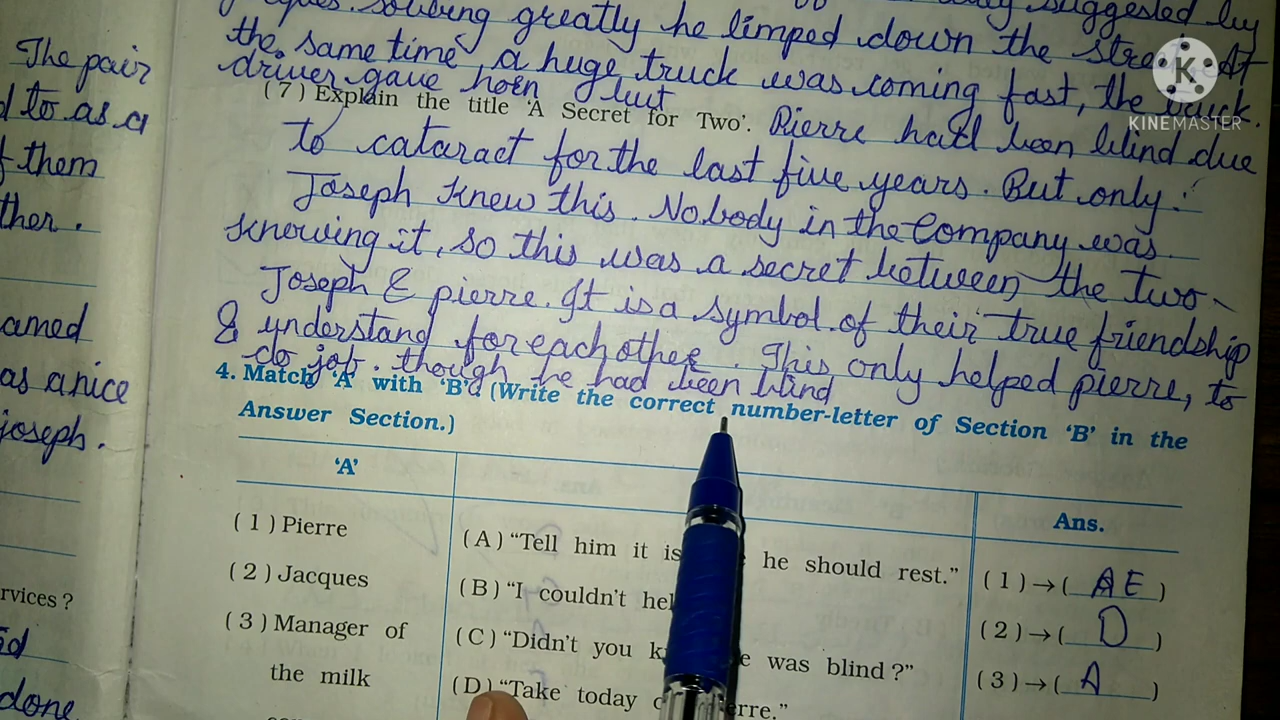 ques. Sobbing greatly he limped down the street. At
suggested by
the same time, a huge truck was coming fast, the truck.
driver gave horn but
(7) Explain the title 'A Secret for Two'. Pierre had been blind due
to cataract for the last five years. But only
Joseph knew this. Nobody in the Company was
knowing it, so this was a secret between the two
Joseph & pierre. It is a symbol of their true friendship
& understand for each other. This only helped pierre, to
do job. though he had been blind
4. Match 'A' with 'B'. (Write the correct number-letter of Section 'B' in the
Answer Section.)
'A'
Ans.
(1) Pierre
(A) "Tell him it is he should rest."
(1) → ( A E )
(2) Jacques
(B) "I couldn't hel
(2) → ( D )
(3) Manager of
(C) "Didn't you k was blind ?"
(3) → ( A )
the milk
(D) "Take today erre."
The pair
d to as a
f them
ther.
amed
as a nice
joseph.
rvices ?
done
KINEMASTER
K